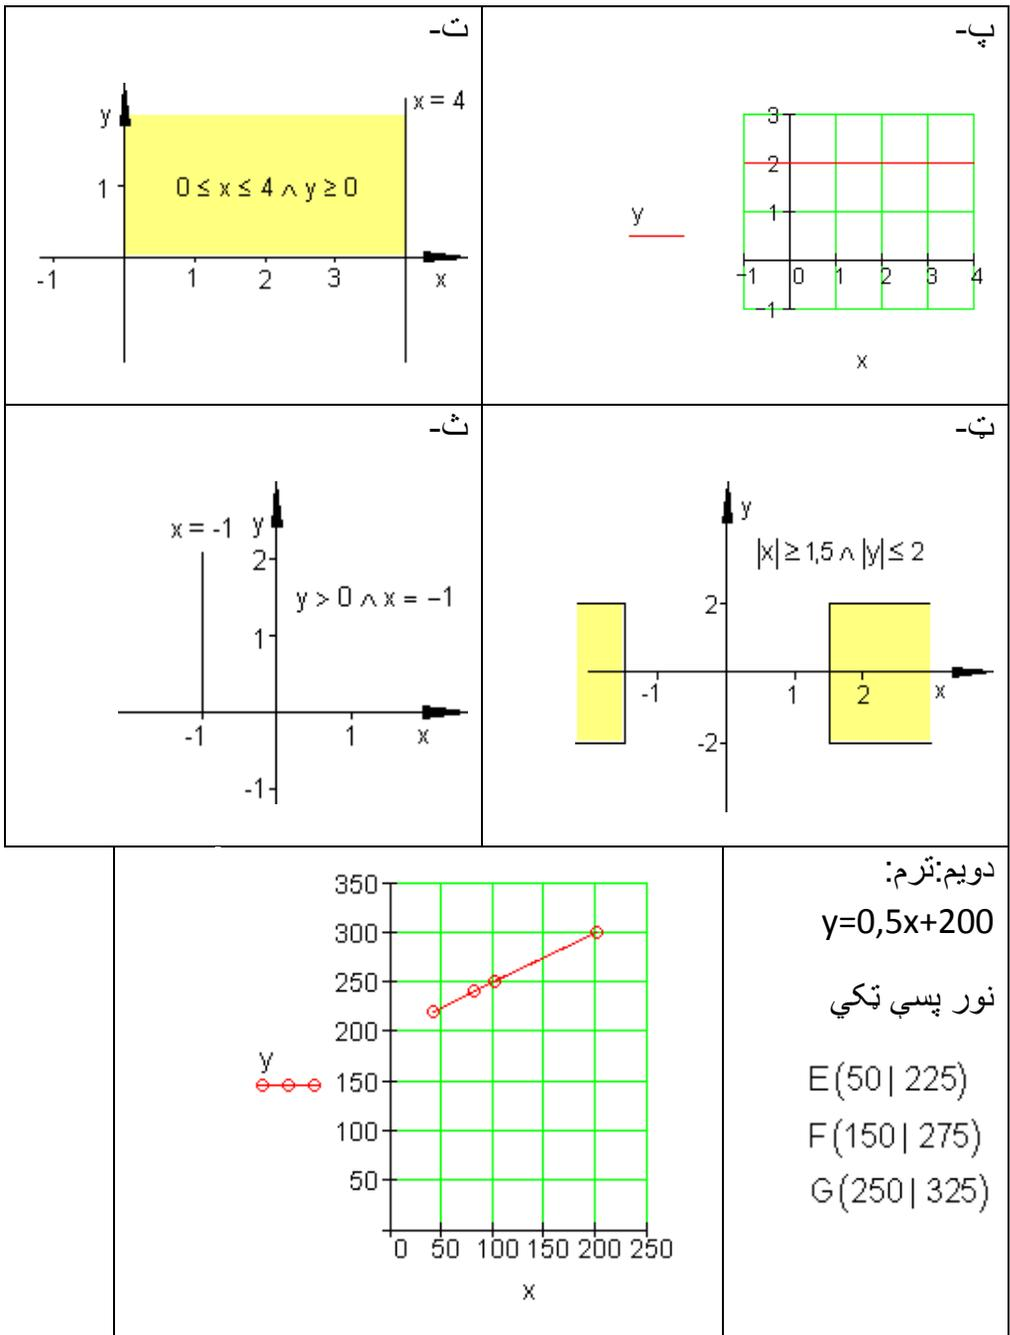 پ-
3
2
1
-1 0 1 2 3 4
-1
y
x
ت-
y
x = 4
1
0 ≤ x ≤ 4 ∧ y ≥ 0
-1 1 2 3 x
ټ-
y
|x| ≥ 1,5 ∧ |y| ≤ 2
2
-1 1 2 x
-2
ث-
x = -1 y
2
y > 0 ∧ x = −1
1
-1 1 x
-1
دويم:ترم:
y=0,5x+200
نور پسې ټکي
E(50| 225)
F(150| 275)
G(250| 325)
350
300
250
200
y
150
100
50
0 50 100 150 200 250
x